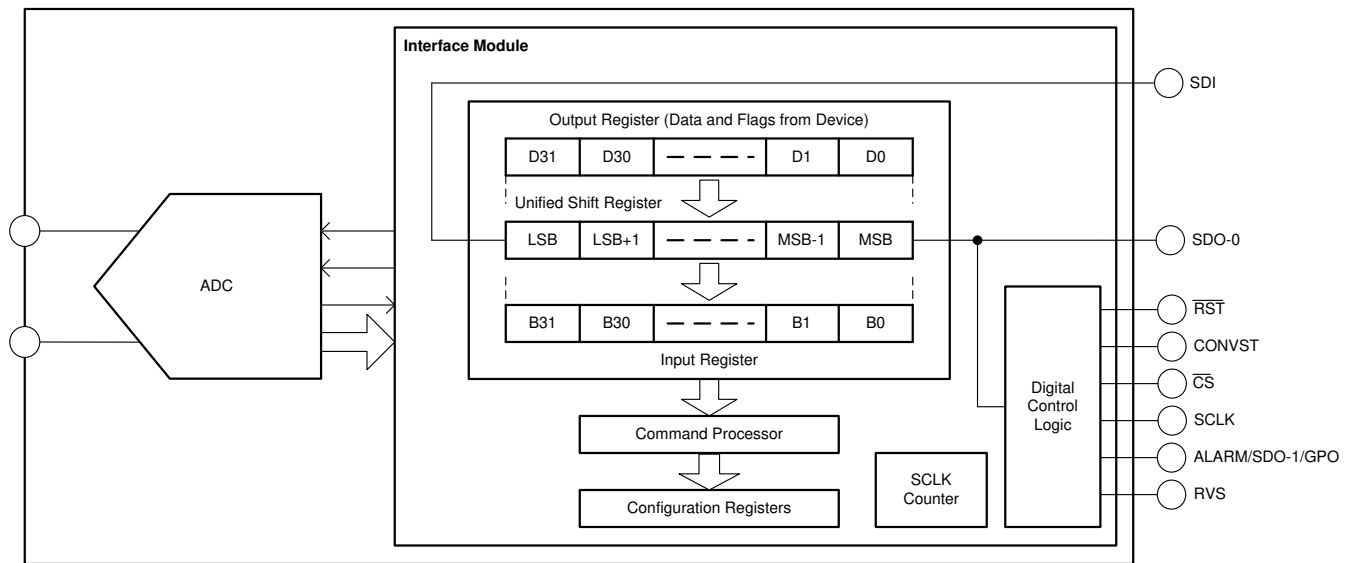 Interface Module
SDI
Output Register (Data and Flags from Device)
D31 D30 D1 D0
Unified Shift Register
LSB LSB+1 MSB-1 MSB
SDO-0
ADC
B31 B30 B1 B0
Input Register
RST
CONVST
CS
SCLK
ALARM/SDO-1/GPO
RVS
Digital
Control
Logic
Command Processor
SCLK
Counter
Configuration Registers